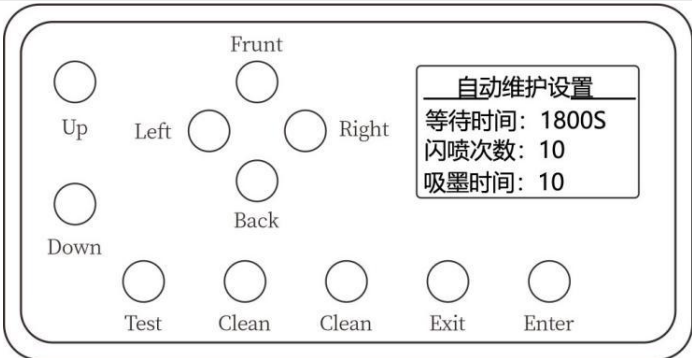 Frunt
Up
Left
Right
Down
Back
自动维护设置
等待时间：1800S
闪喷次数：10
吸墨时间：10
Test
Clean
Clean
Exit
Enter